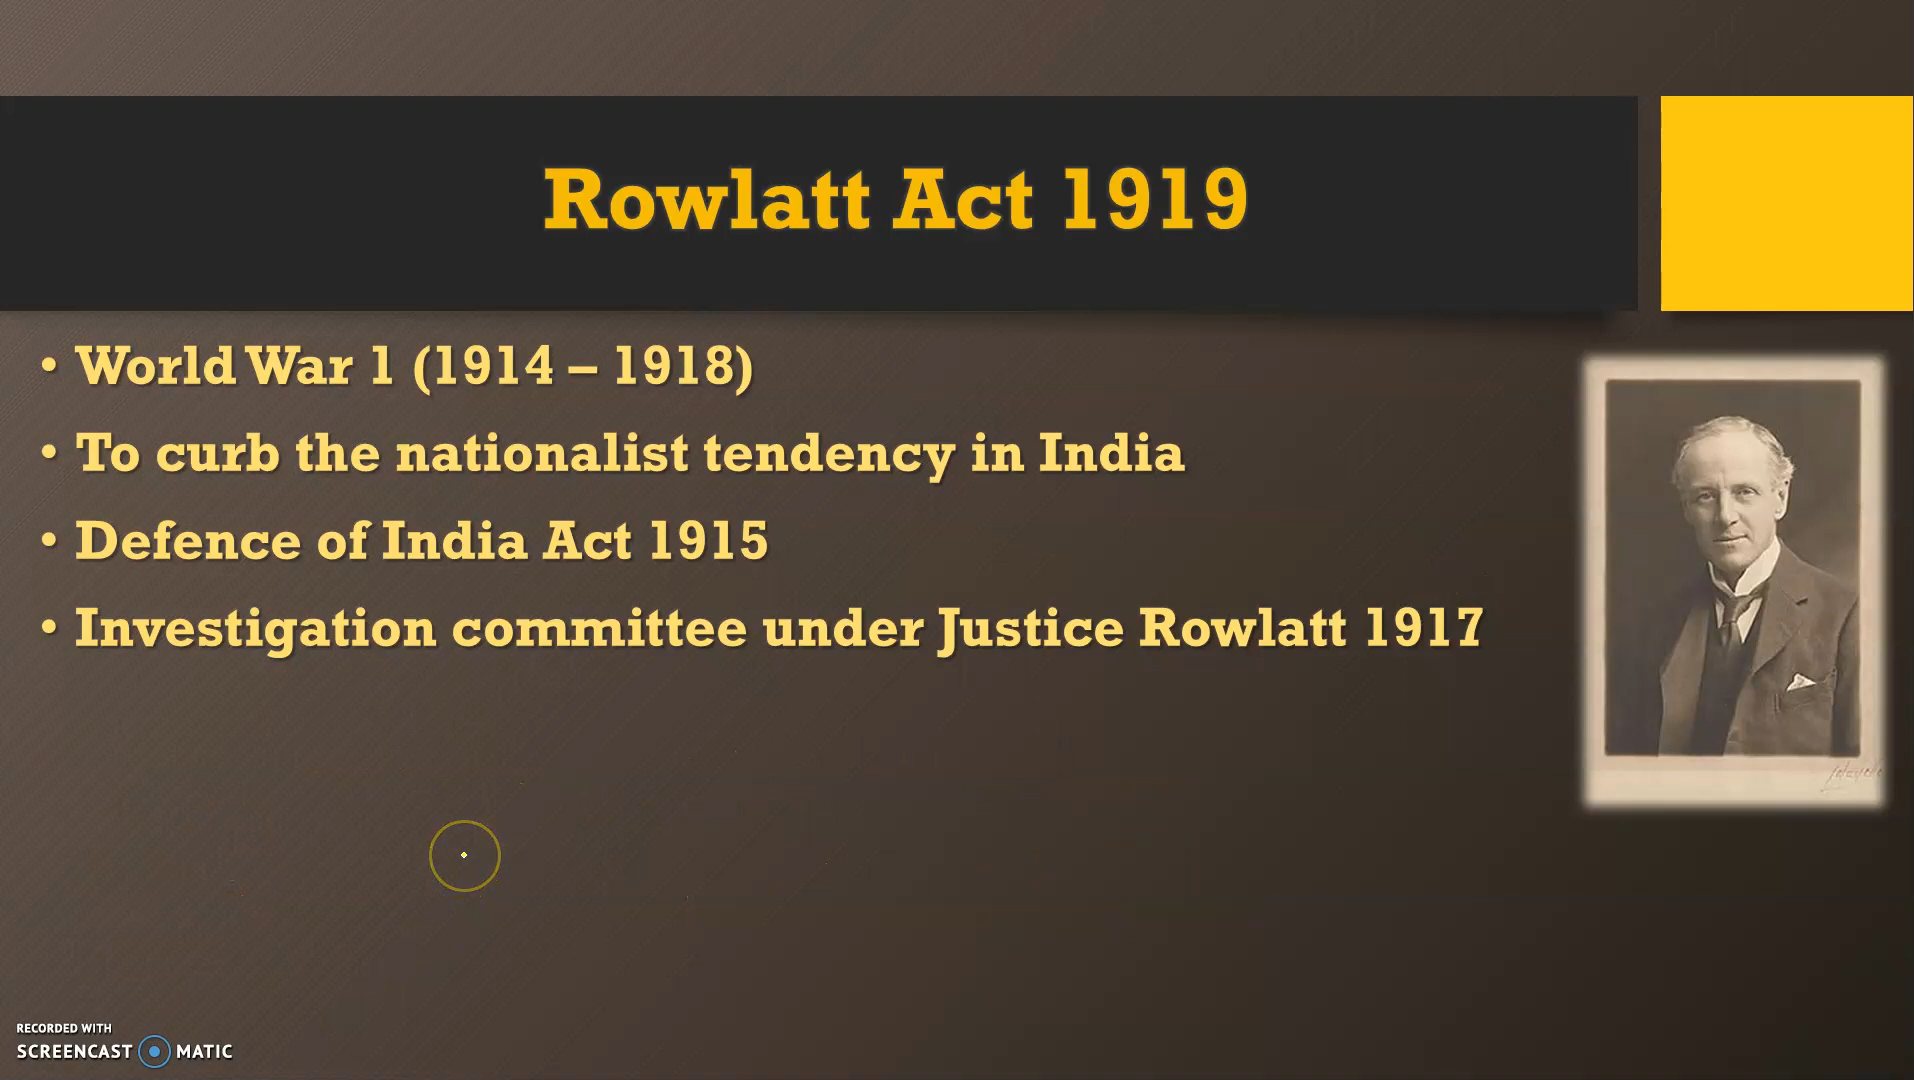 Rowlatt Act 1919
• World War 1 (1914 – 1918)
• To curb the nationalist tendency in India
• Defence of India Act 1915
• Investigation committee under Justice Rowlatt 1917
RECORDED WITH
SCREENCAST MATIC